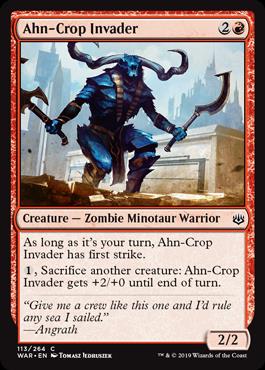 Ahn-Crop Invader 2
Creature — Zombie Minotaur Warrior
As long as it's your turn, Ahn-Crop
Invader has first strike.
1, Sacrifice another creature: Ahn-Crop
Invader gets +2/+0 until end of turn.
"Give me a crew like this one and I'd rule
any sea I sailed."
—Angrath
2/2
113/264 C
WAR • EN Tomasz Jedruszek
™ & © 2019 Wizards of the Coast